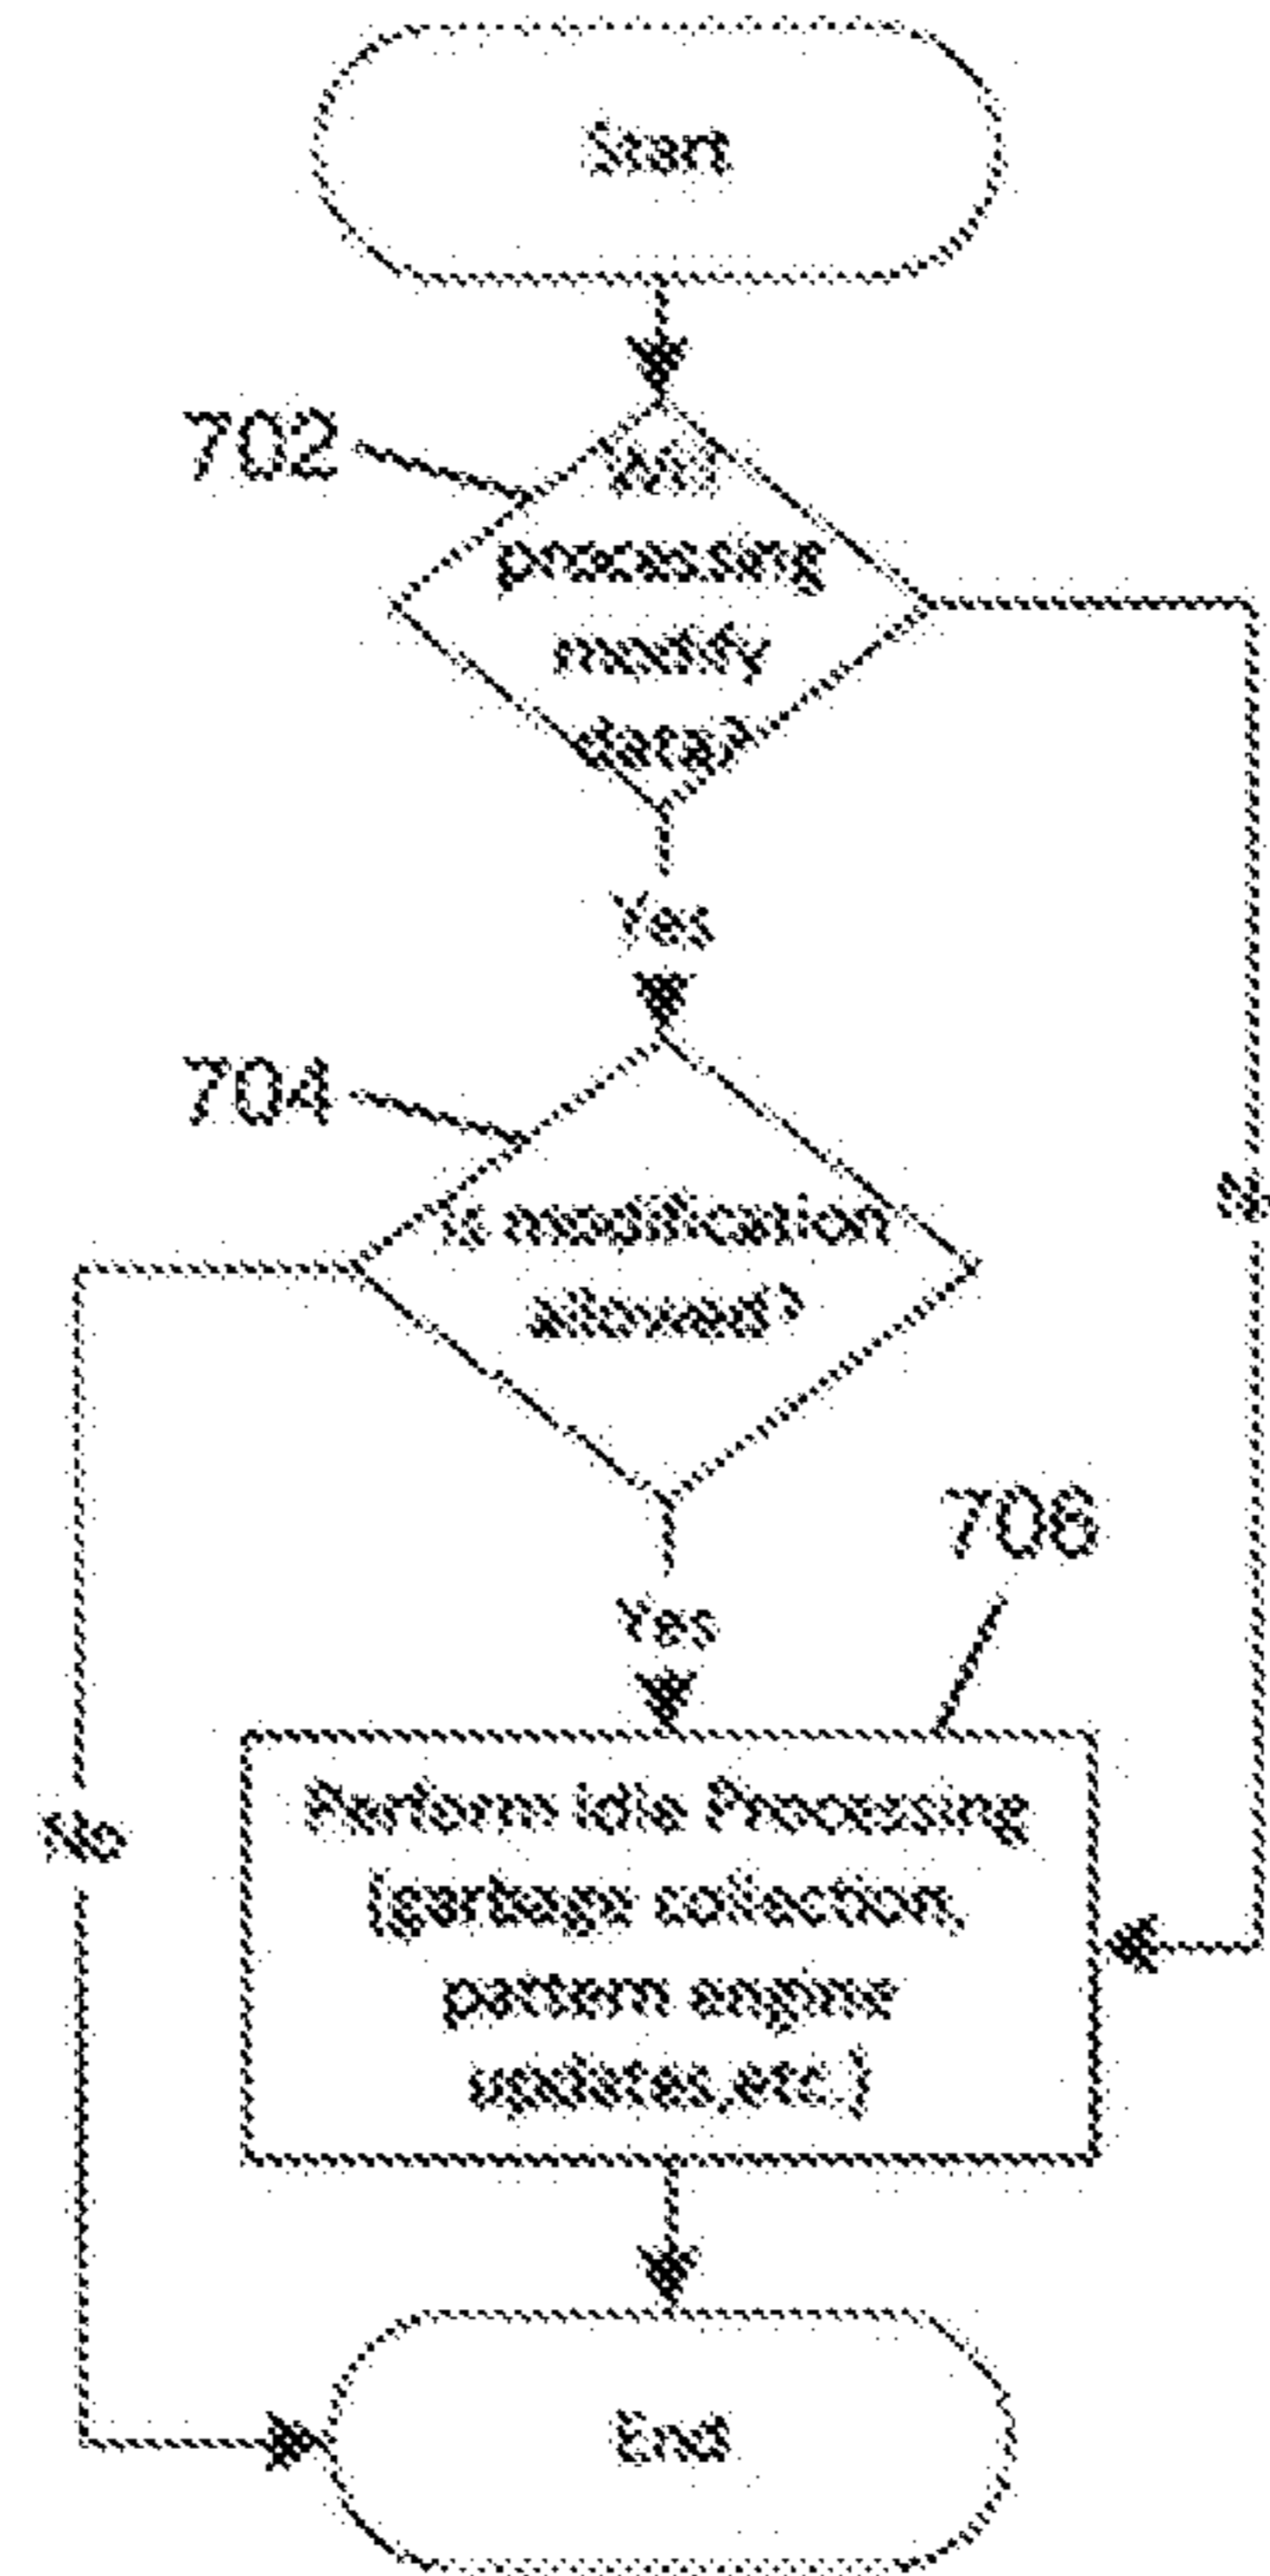 Start
702
Will
processing
modify
data?
Yes
704
Is modification
allowed?
No
706
Yes
Perform Idle Processing
(garbage collection,
pattern engine
updates,etc.)
No
End